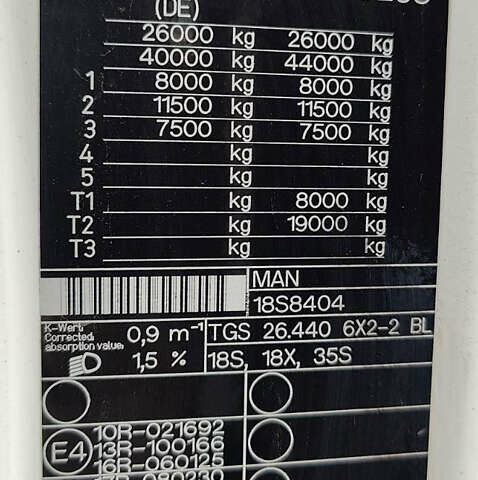 (DE)
26000 kg 26000 kg
40000 kg 44000 kg
1 8000 kg 8000 kg
2 11500 kg 11500 kg
3 7500 kg 7500 kg
4 kg kg
5 kg kg
T1 kg 8000 kg
T2 kg 19000 kg
T3 kg kg
MAN
18S8404
K-Wert:
Corrected
absorption value:
0,9 m-1
TGS 26.440 6X2-2 BL
1,5 %
18S, 18X, 35S
E4
10R-021692
13R-100166
16R-060125